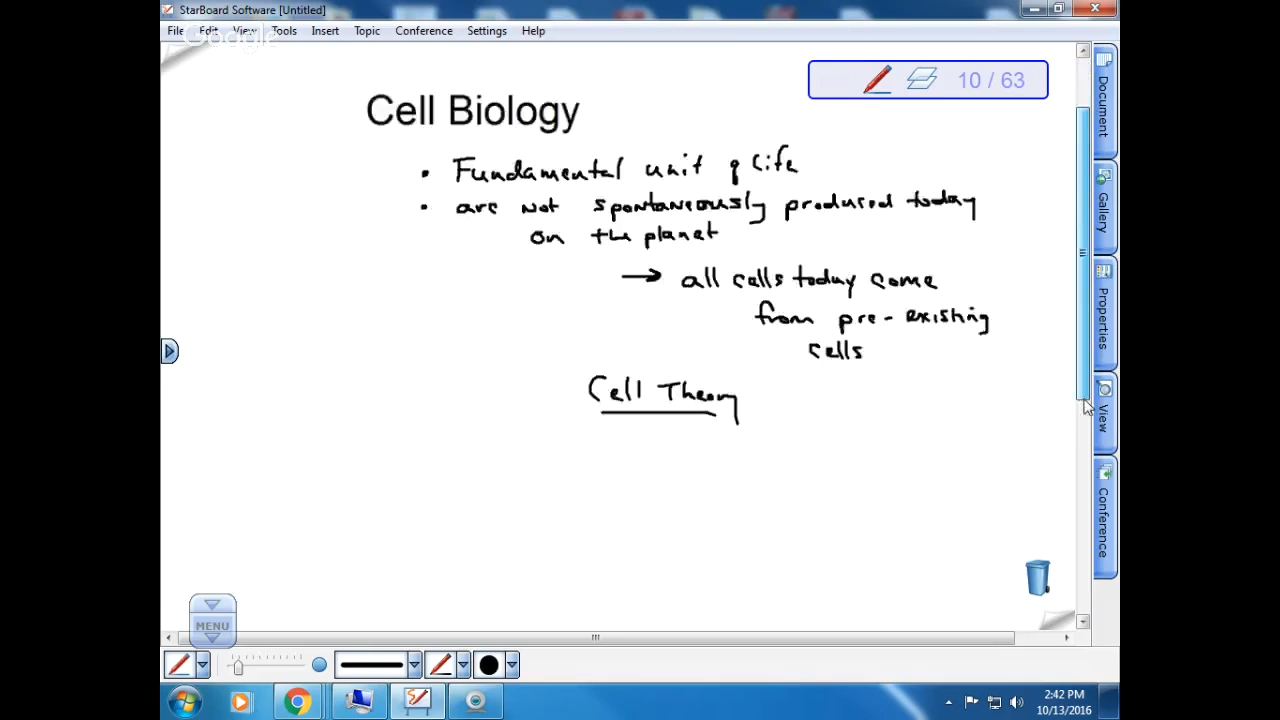 StarBoard Software [Untitled]
File Edit View Tools Insert Topic Conference Settings Help
Google
10 / 63
Cell Biology
• Fundamental unit of Life
• are not spontaneously produced today
on the planet
→ all cells today come
from pre-existing
cells
Cell Theory
Document
Gallery
Properties
View
Conference
MENU
2:42 PM
10/13/2016